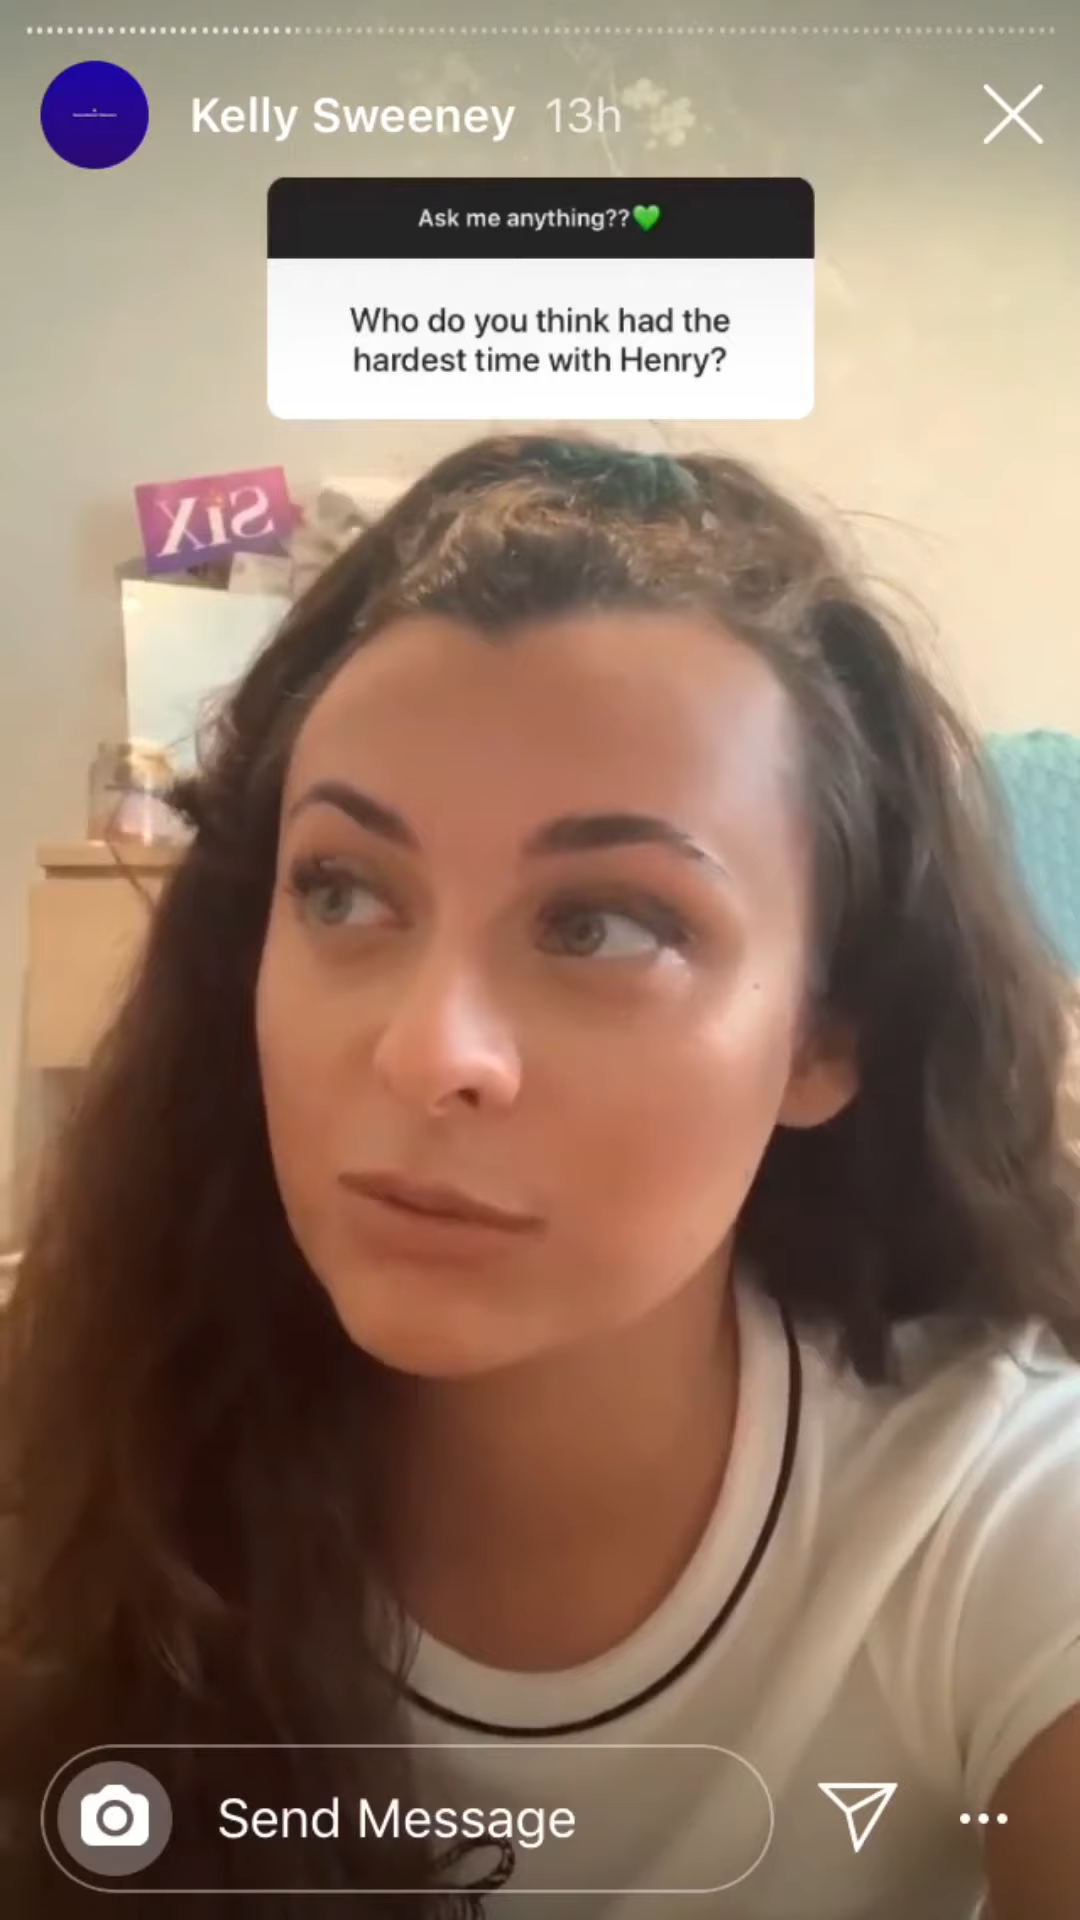 Kelly Sweeney 13h
Ask me anything??💚
Who do you think had the
hardest time with Henry?
SIX
Send Message